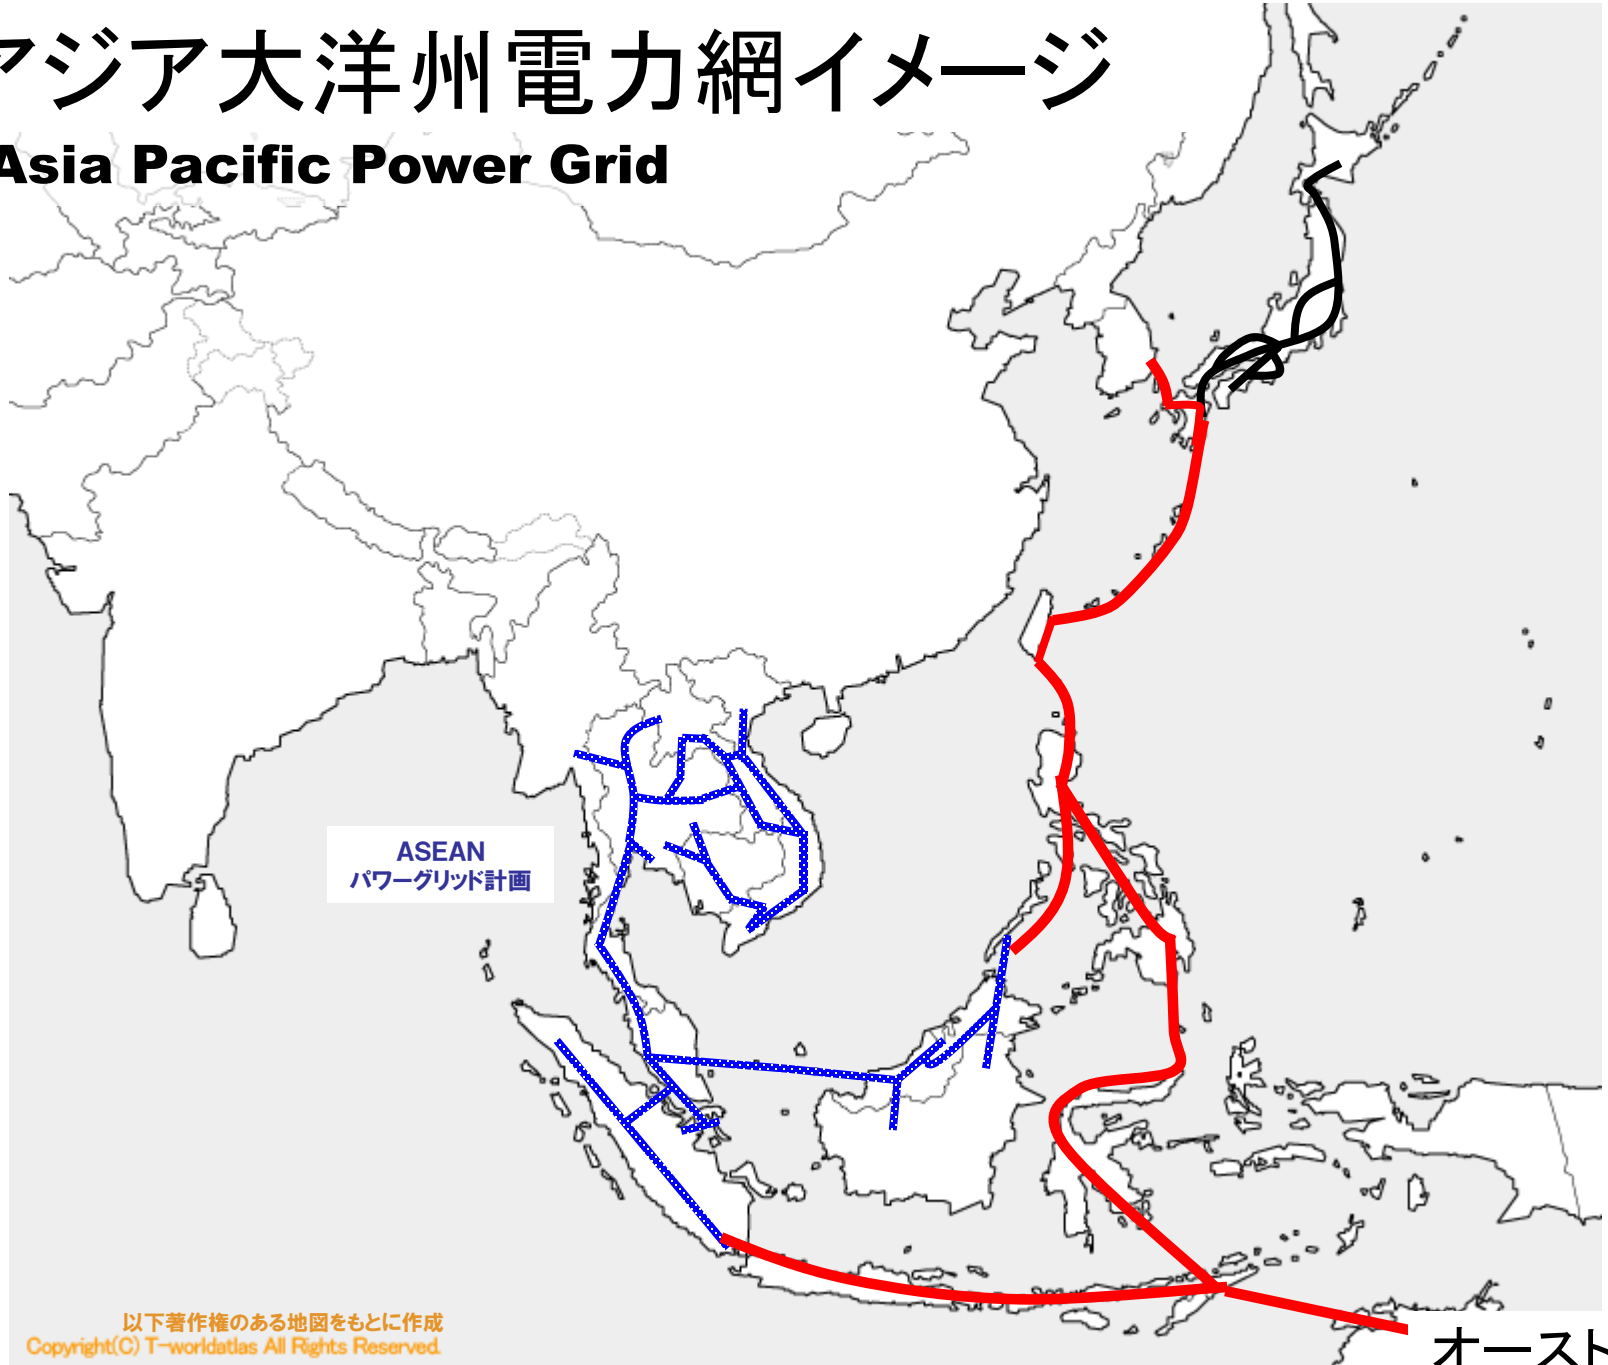 アジア大洋州電力網イメージ
Asia Pacific Power Grid
ASEAN
パワーグリッド計画
以下著作権のある地図をもとに作成
Copyright(C) T-worldatlas All Rights Reserved.
オースト